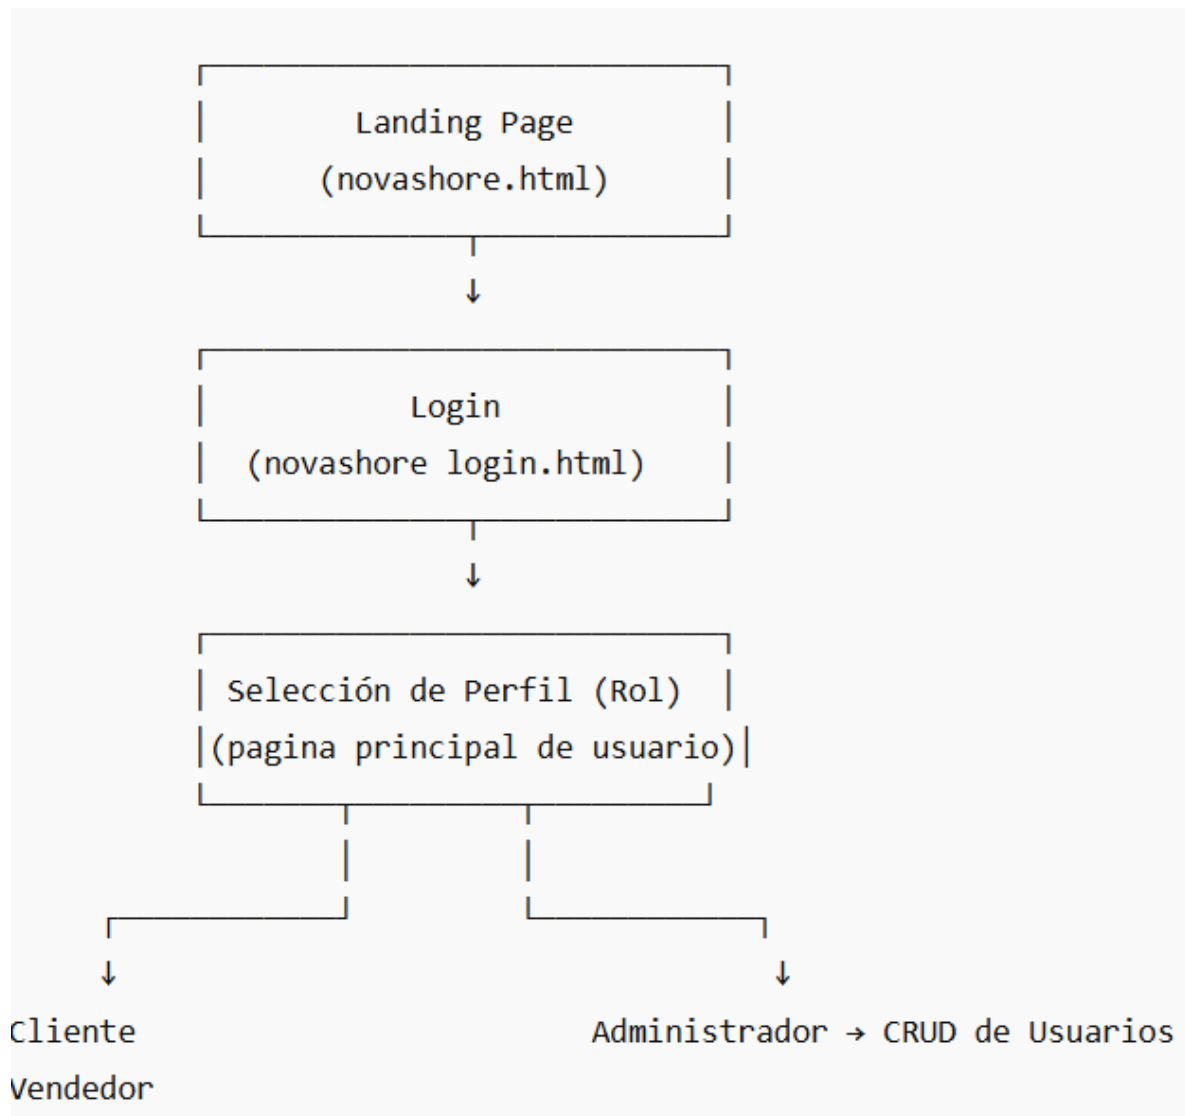 Landing Page
(novashore.html)
↓
Login
(novashore login.html)
↓
Selección de Perfil (Rol)
(pagina principal de usuario)
↓ ↓
Cliente Administrador → CRUD de Usuarios
Vendedor